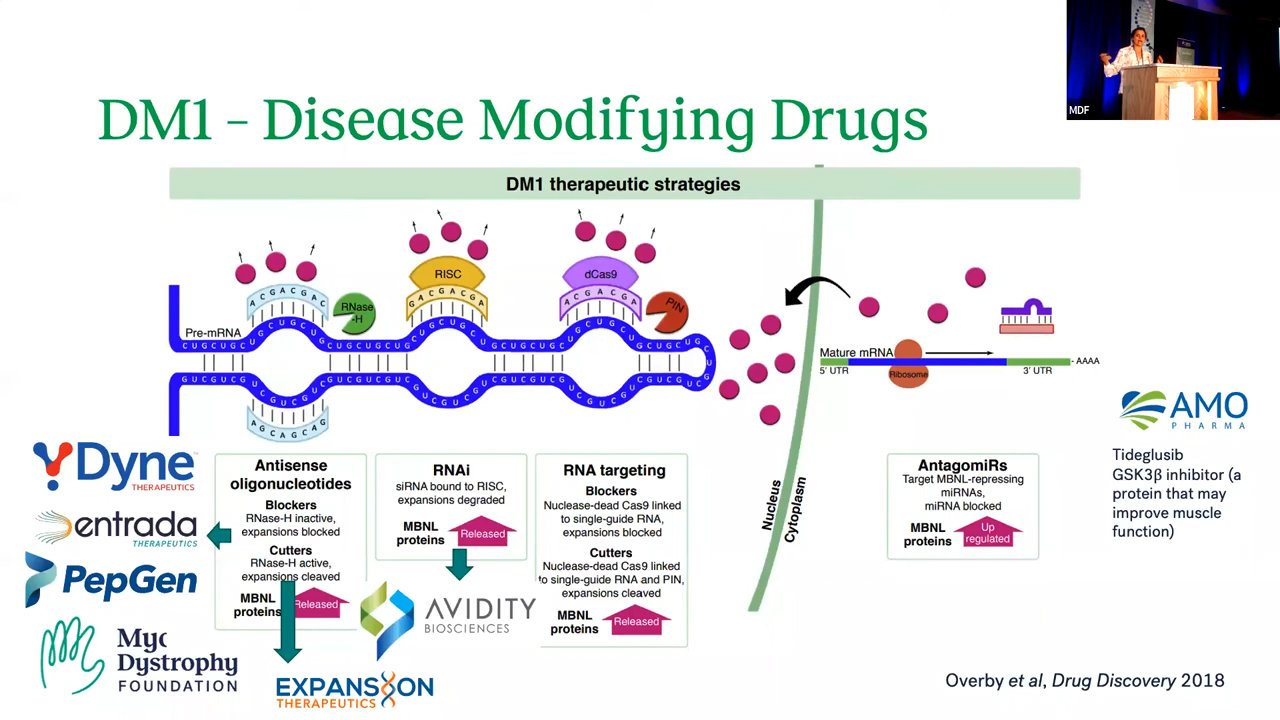 MDF
DM1 – Disease Modifying Drugs
DM1 therapeutic strategies
A C G A C G A C
RNase
-H
RISC
G A C G A C G A
dCas9
A C G A C G A
PIN
Pre-mRNA
C U G C U G C
A G C A G C A G
Mature mRNA
Ribosome
5′ UTR
3′ UTR
- AAAA
Nucleus
Cytoplasm
Dyne
THERAPEUTICS
entrada
THERAPEUTICS
PepGen
Myc
Dystrophy
FOUNDATION
Antisense
oligonucleotides
Blockers
RNase-H inactive,
expansions blocked
Cutters
RNase-H active,
expansions cleaved
MBNL
proteins
Released
EXPANSION
THERAPEUTICS
RNAi
siRNA bound to RISC,
expansions degraded
MBNL
proteins
Released
AVIDITY
BIOSCIENCES
RNA targeting
Blockers
Nuclease-dead Cas9 linked
to single-guide RNA,
expansions blocked
Cutters
Nuclease-dead Cas9 linked
to single-guide RNA and PIN,
expansions cleaved
MBNL
proteins
Released
AntagomiRs
Target MBNL-repressing
miRNAs,
miRNA blocked
MBNL
proteins
Up
regulated
AMO
PHARMA
Tideglusib
GSK3β inhibitor (a
protein that may
improve muscle
function)
Overby et al, Drug Discovery 2018